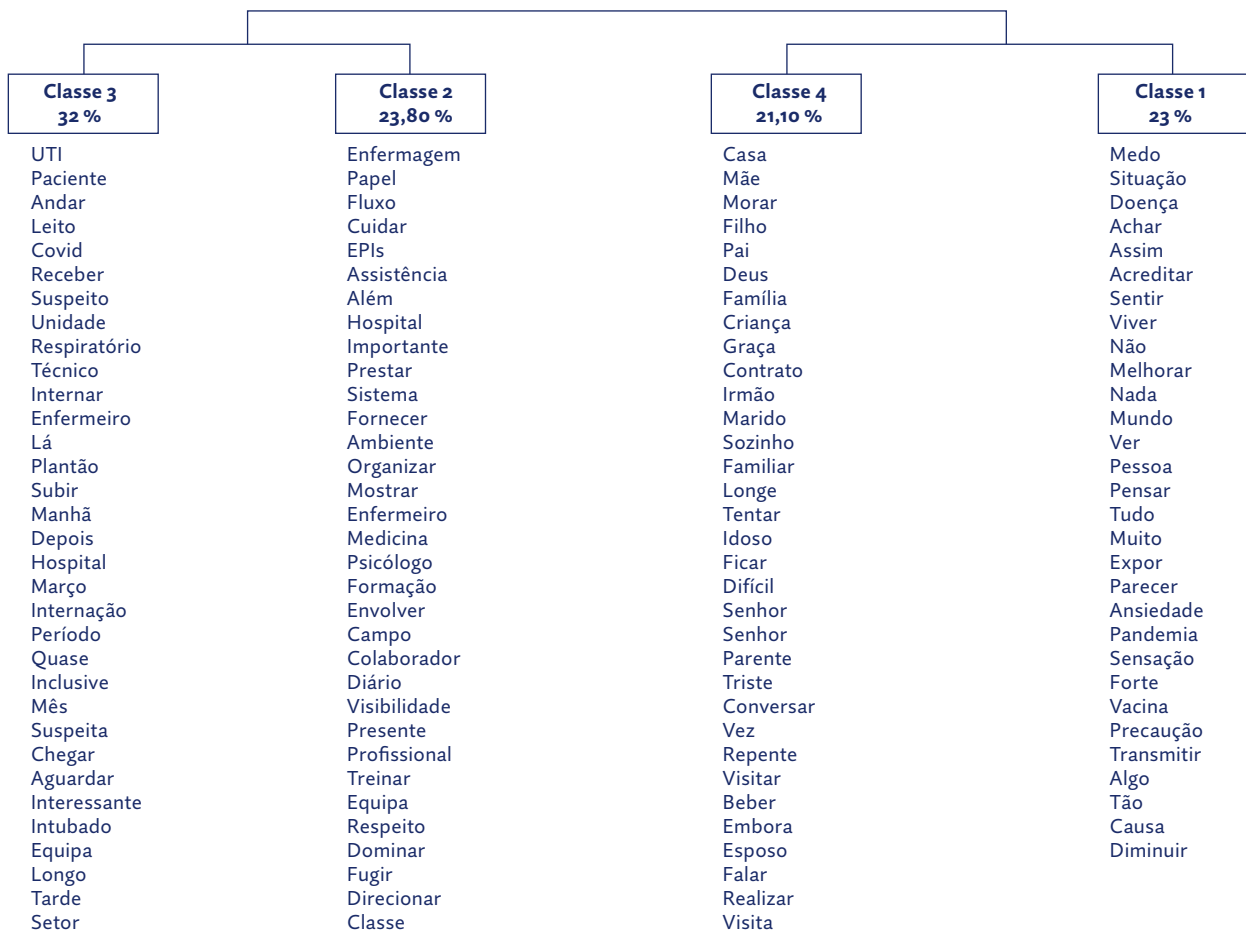 Classe 3
32 %
UTI
Paciente
Andar
Leito
Covid
Receber
Suspeito
Unidade
Respiratório
Técnico
Internar
Enfermeiro
Lá
Plantão
Subir
Manhã
Depois
Hospital
Março
Internação
Período
Quase
Inclusive
Mês
Suspeita
Chegar
Aguardar
Interessante
Intubado
Equipa
Longo
Tarde
Setor
Classe 2
23,80 %
Enfermagem
Papel
Fluxo
Cuidar
EPIs
Assistência
Além
Hospital
Importante
Prestar
Sistema
Fornecer
Ambiente
Organizar
Mostrar
Enfermeiro
Medicina
Psicólogo
Formação
Envolver
Campo
Colaborador
Diário
Visibilidade
Presente
Profissional
Treinar
Equipa
Respeito
Dominar
Fugir
Direcionar
Classe
Classe 4
21,10 %
Casa
Mãe
Morar
Filho
Pai
Deus
Família
Criança
Graça
Contrato
Irmão
Marido
Sozinho
Familiar
Longe
Tentar
Idoso
Ficar
Difícil
Senhor
Senhor
Parente
Triste
Conversar
Vez
Repente
Visitar
Beber
Embora
Esposo
Falar
Realizar
Visita
Classe 1
23 %
Medo
Situação
Doença
Achar
Assim
Acreditar
Sentir
Viver
Não
Melhorar
Nada
Mundo
Ver
Pessoa
Pensar
Tudo
Muito
Expor
Parecer
Ansiedade
Pandemia
Sensação
Forte
Vacina
Precaução
Transmitir
Algo
Tão
Causa
Diminuir